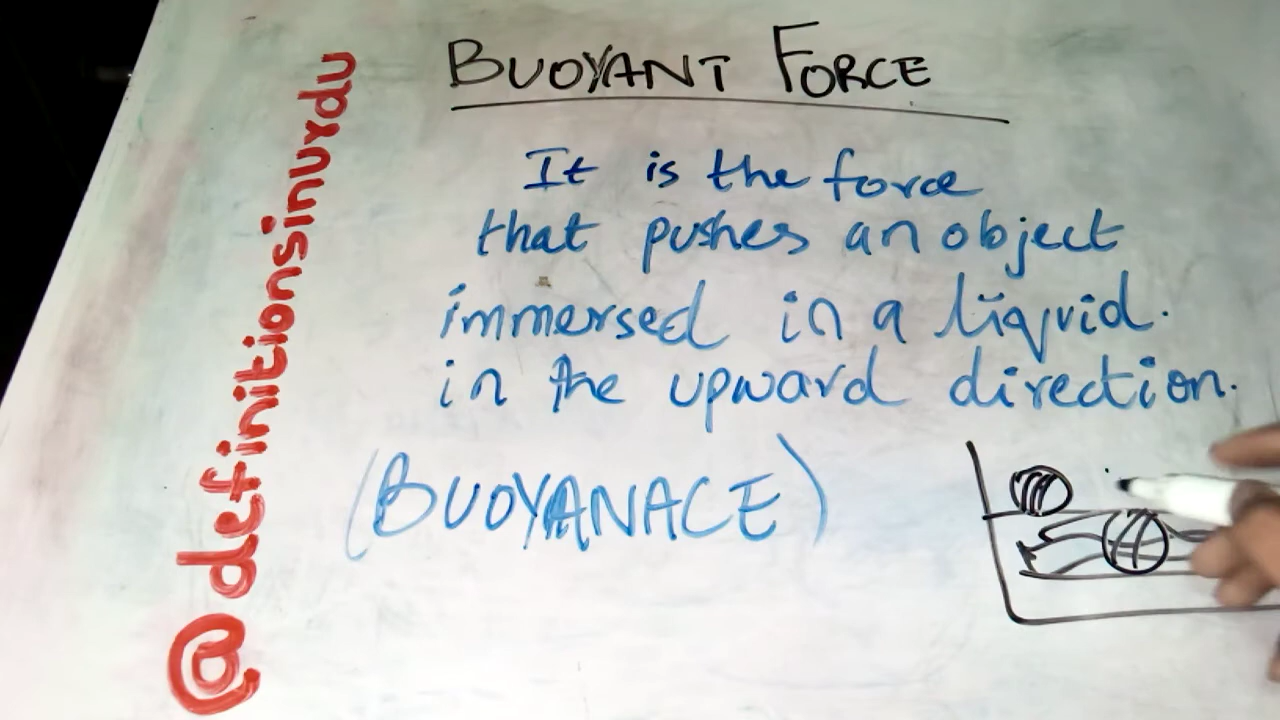 BUOYANT FORCE
It is the force
that pushes an object
immersed in a liquid.
in the upward direction.
(BUOYANACE)
@definitionsinurdu